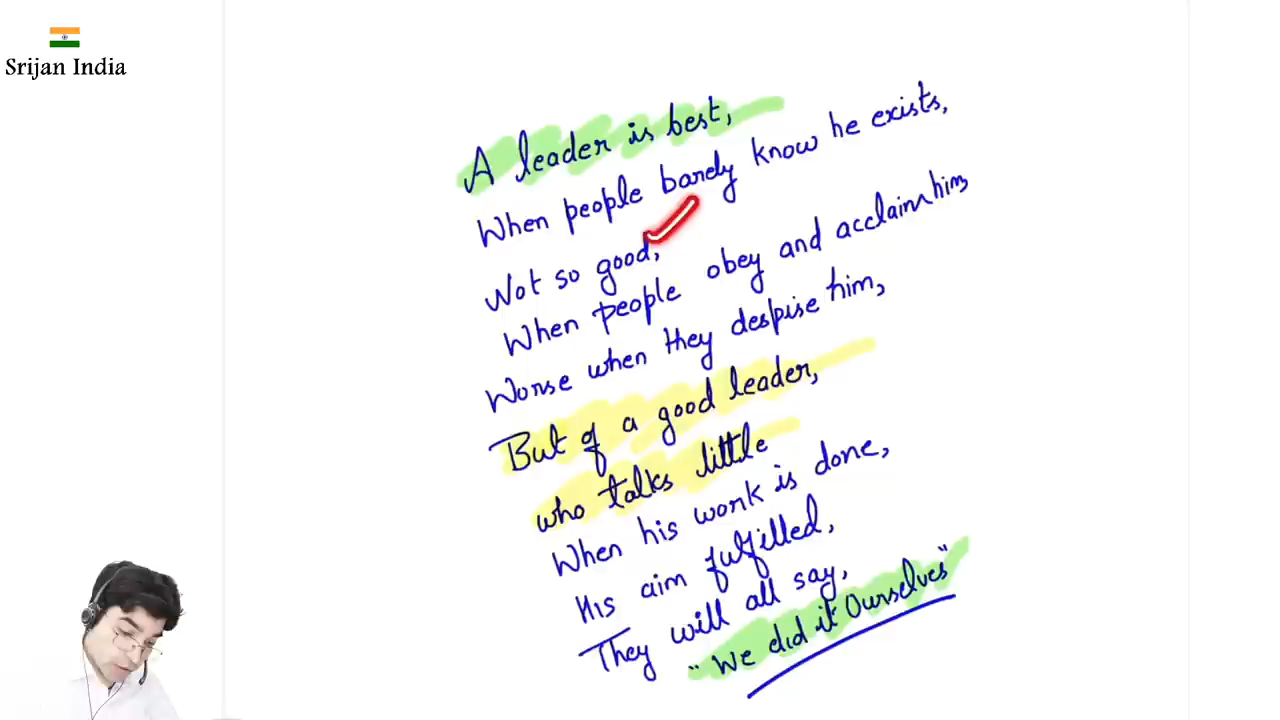 Srijan India
A leader is best,
When people barely know he exists,
Not so good,
When people obey and acclaim him,
Worse when they despise him,
But of a good leader,
who talks little
When his work is done,
His aim fulfilled,
They will all say,
"We did it Ourselves"